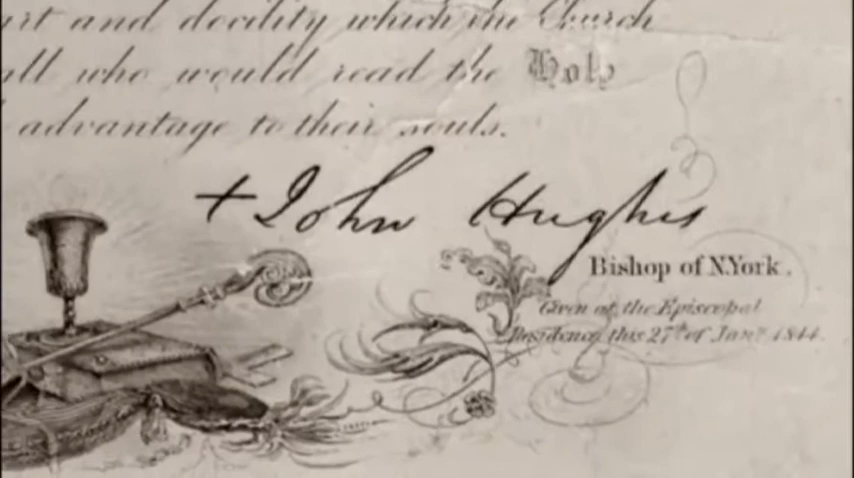 and docility which the Church
all who would read the Holy
advantage to their souls.
+ John Hughes
Bishop of N.York.
Given at the Episcopal
Residence, this 27th of Jany. 1844.